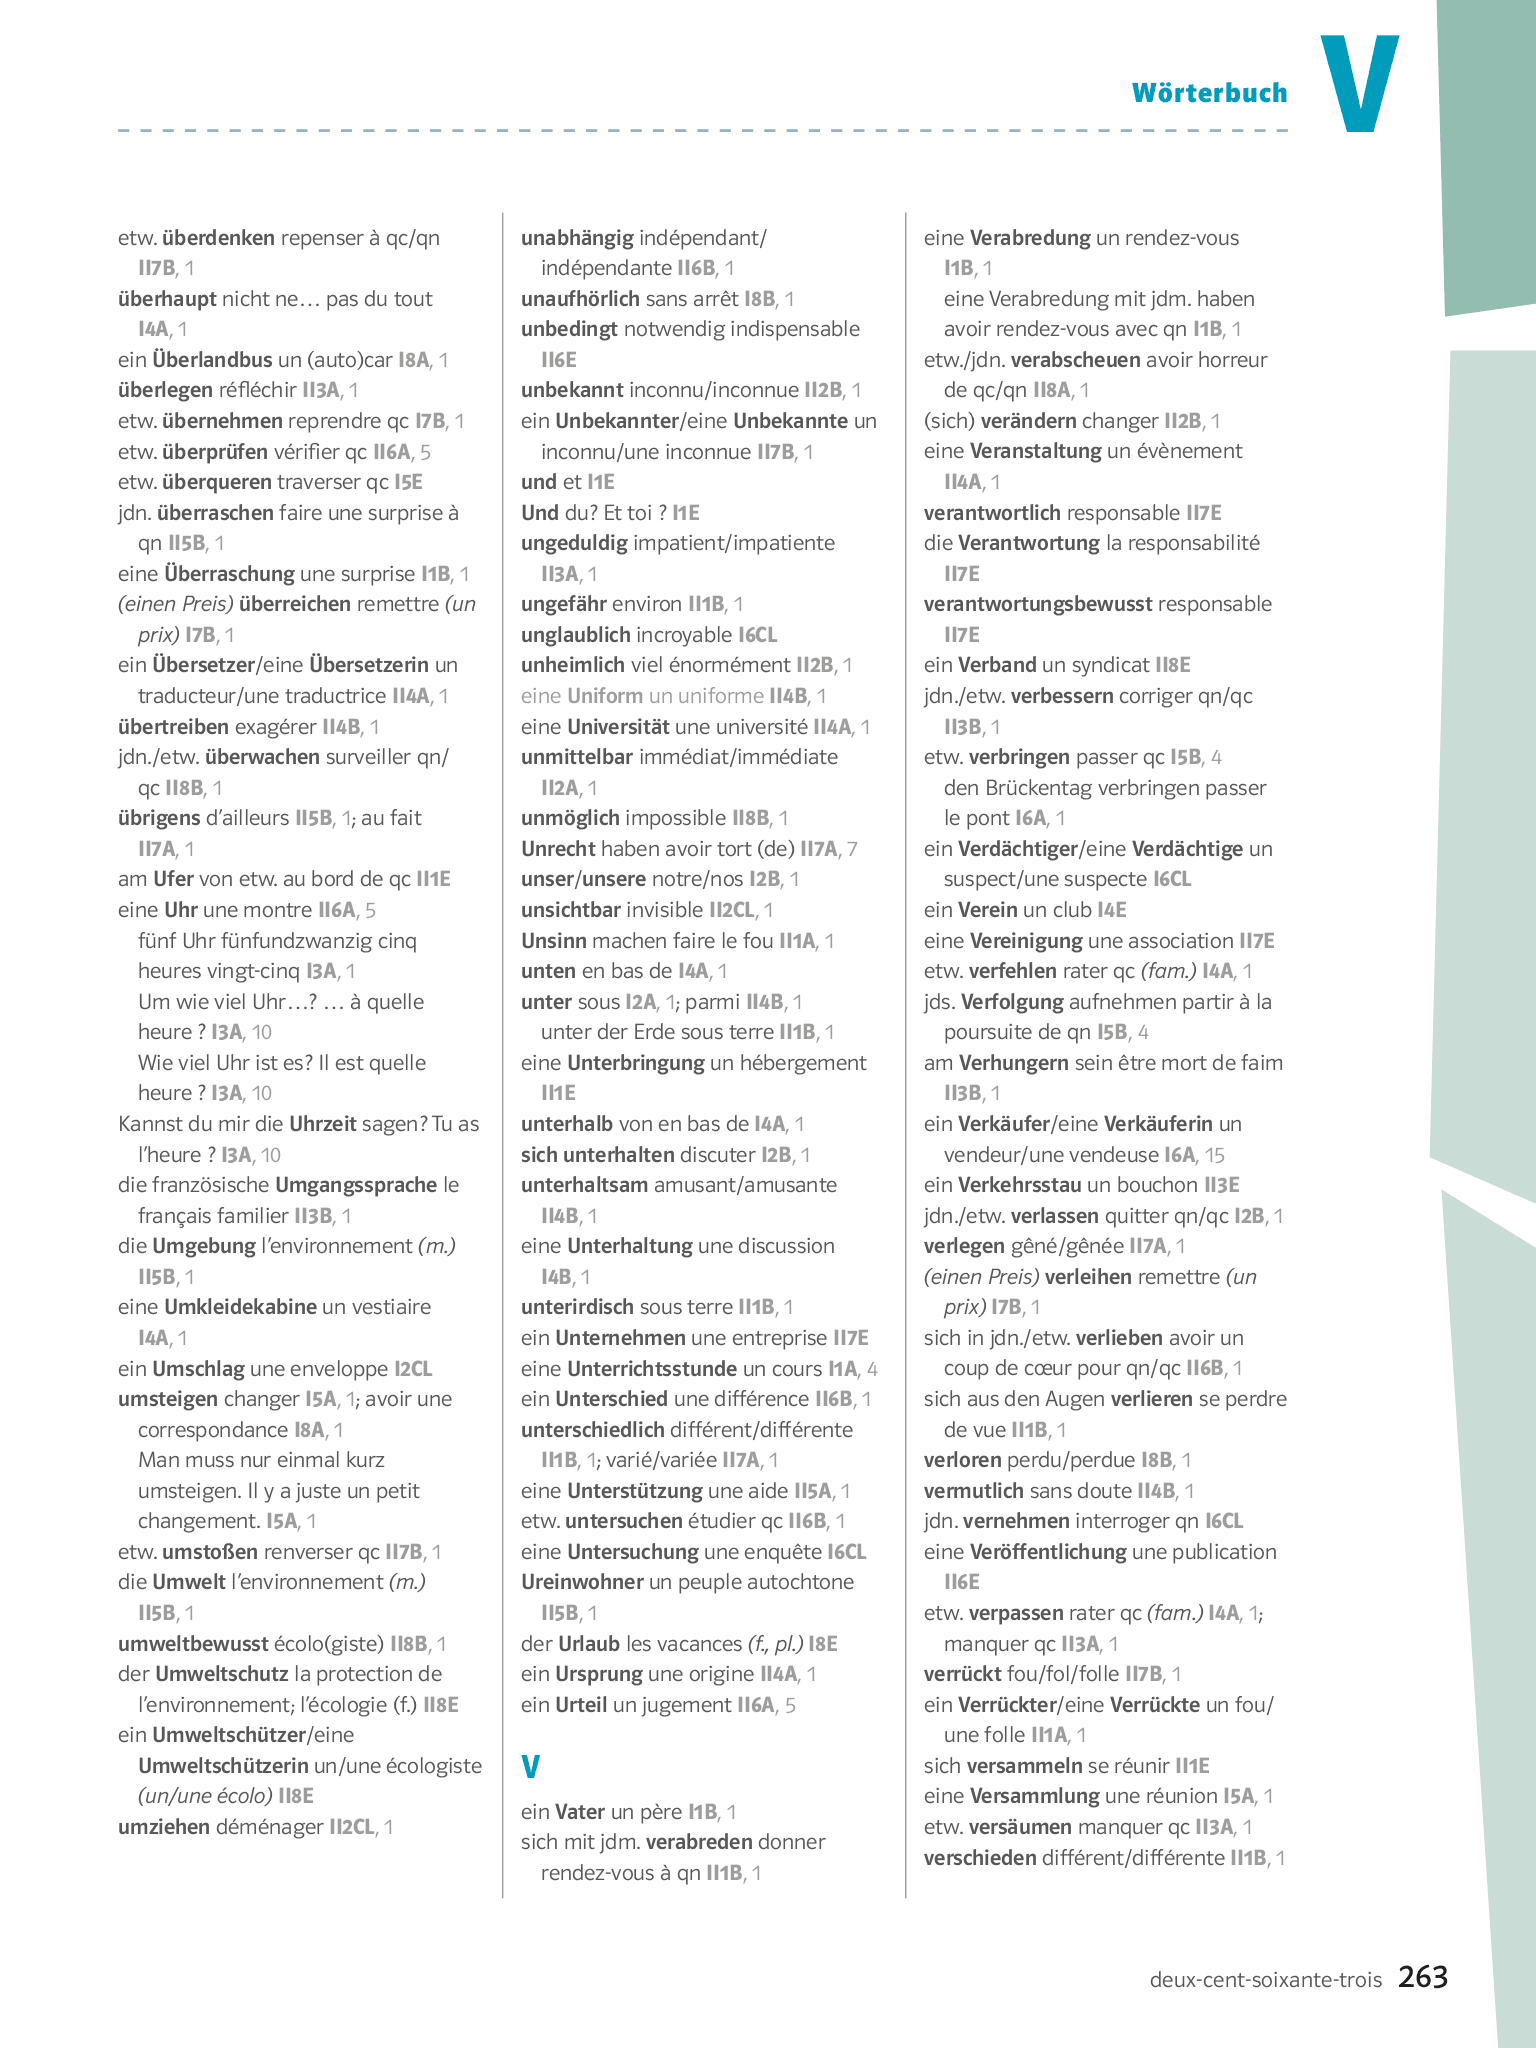 Wörterbuch
V
etw. überdenken repenser à qc/qn
II7B, 1
überhaupt nicht ne… pas du tout
I4A, 1
ein Überlandbus un (auto)car I8A, 1
überlegen réfléchir II3A, 1
etw. übernehmen reprendre qc I7B, 1
etw. überprüfen vérifier qc II6A, 5
etw. überqueren traverser qc I5E
jdn. überraschen faire une surprise à
qn II5B, 1
eine Überraschung une surprise I1B, 1
(einen Preis) überreichen remettre (un
prix) I7B, 1
ein Übersetzer/eine Übersetzerin un
traducteur/une traductrice II4A, 1
übertreiben exagérer II4B, 1
jdn./etw. überwachen surveiller qn/
qc II8B, 1
übrigens d’ailleurs II5B, 1; au fait
II7A, 1
am Ufer von etw. au bord de qc II1E
eine Uhr une montre II6A, 5
fünf Uhr fünfundzwanzig cinq
heures vingt-cinq I3A, 1
Um wie viel Uhr…? … à quelle
heure ? I3A, 10
Wie viel Uhr ist es? Il est quelle
heure ? I3A, 10
Kannst du mir die Uhrzeit sagen? Tu as
l’heure ? I3A, 10
die französische Umgangssprache le
français familier II3B, 1
die Umgebung l’environnement (m.)
II5B, 1
eine Umkleidekabine un vestiaire
I4A, 1
ein Umschlag une enveloppe I2CL
umsteigen changer I5A, 1; avoir une
correspondance I8A, 1
Man muss nur einmal kurz
umsteigen. Il y a juste un petit
changement. I5A, 1
etw. umstoßen renverser qc II7B, 1
die Umwelt l’environnement (m.)
II5B, 1
umweltbewusst écolo(giste) II8B, 1
der Umweltschutz la protection de
l’environnement; l’écologie (f.) II8E
ein Umweltschützer/eine
Umweltschützerin un/une écologiste
(un/une écolo) II8E
umziehen déménager II2CL, 1
unabhängig indépendant/
indépendante II6B, 1
unaufhörlich sans arrêt I8B, 1
unbedingt notwendig indispensable
II6E
unbekannt inconnu/inconnue II2B, 1
ein Unbekannter/eine Unbekannte un
inconnu/une inconnue II7B, 1
und et I1E
Und du? Et toi ? I1E
ungeduldig impatient/impatiente
II3A, 1
ungefähr environ II1B, 1
unglaublich incroyable I6CL
unheimlich viel énormément II2B, 1
eine Uniform un uniforme II4B, 1
eine Universität une université II4A, 1
unmittelbar immédiat/immédiate
II2A, 1
unmöglich impossible II8B, 1
Unrecht haben avoir tort (de) II7A, 7
unser/unsere notre/nos I2B, 1
unsichtbar invisible II2CL, 1
Unsinn machen faire le fou II1A, 1
unten en bas de I4A, 1
unter sous I2A, 1; parmi II4B, 1
unter der Erde sous terre II1B, 1
eine Unterbringung un hébergement
II1E
unterhalb von en bas de I4A, 1
sich unterhalten discuter I2B, 1
unterhaltsam amusant/amusante
II4B, 1
eine Unterhaltung une discussion
I4B, 1
unterirdisch sous terre II1B, 1
ein Unternehmen une entreprise II7E
eine Unterrichtsstunde un cours I1A, 4
ein Unterschied une différence II6B, 1
unterschiedlich différent/différente
II1B, 1; varié/variée II7A, 1
eine Unterstützung une aide II5A, 1
etw. untersuchen étudier qc II6B, 1
eine Untersuchung une enquête I6CL
Ureinwohner un peuple autochtone
II5B, 1
der Urlaub les vacances (f., pl.) I8E
ein Ursprung une origine II4A, 1
ein Urteil un jugement II6A, 5
V
ein Vater un père I1B, 1
sich mit jdm. verabreden donner
rendez-vous à qn II1B, 1
eine Verabredung un rendez-vous
I1B, 1
eine Verabredung mit jdm. haben
avoir rendez-vous avec qn I1B, 1
etw./jdn. verabscheuen avoir horreur
de qc/qn II8A, 1
(sich) verändern changer II2B, 1
eine Veranstaltung un évènement
II4A, 1
verantwortlich responsable II7E
die Verantwortung la responsabilité
II7E
verantwortungsbewusst responsable
II7E
ein Verband un syndicat II8E
jdn./etw. verbessern corriger qn/qc
II3B, 1
etw. verbringen passer qc I5B, 4
den Brückentag verbringen passer
le pont I6A, 1
ein Verdächtiger/eine Verdächtige un
suspect/une suspecte I6CL
ein Verein un club I4E
eine Vereinigung une association II7E
etw. verfehlen rater qc (fam.) I4A, 1
jds. Verfolgung aufnehmen partir à la
poursuite de qn I5B, 4
am Verhungern sein être mort de faim
II3B, 1
ein Verkäufer/eine Verkäuferin un
vendeur/une vendeuse I6A, 15
ein Verkehrsstau un bouchon II3E
jdn./etw. verlassen quitter qn/qc I2B, 1
verlegen gêné/gênée II7A, 1
(einen Preis) verleihen remettre (un
prix) I7B, 1
sich in jdn./etw. verlieben avoir un
coup de cœur pour qn/qc II6B, 1
sich aus den Augen verlieren se perdre
de vue II1B, 1
verloren perdu/perdue I8B, 1
vermutlich sans doute II4B, 1
jdn. vernehmen interroger qn I6CL
eine Veröffentlichung une publication
II6E
etw. verpassen rater qc (fam.) I4A, 1;
manquer qc II3A, 1
verrückt fou/fol/folle II7B, 1
ein Verrückter/eine Verrückte un fou/
une folle II1A, 1
sich versammeln se réunir II1E
eine Versammlung une réunion I5A, 1
etw. versäumen manquer qc II3A, 1
verschieden différent/différente II1B, 1
deux-cent-soixante-trois 263